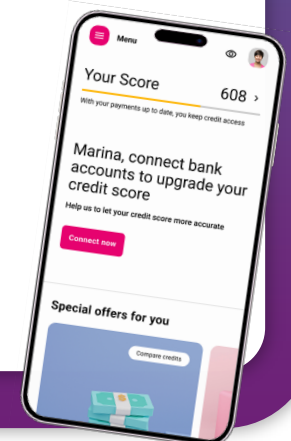 Menu
Your Score
608
With your payments up to date, you keep credit access
Marina, connect bank
accounts to upgrade your
credit score
Help us to let your credit score more accurate
Connect now
Special offers for you
Compare credits